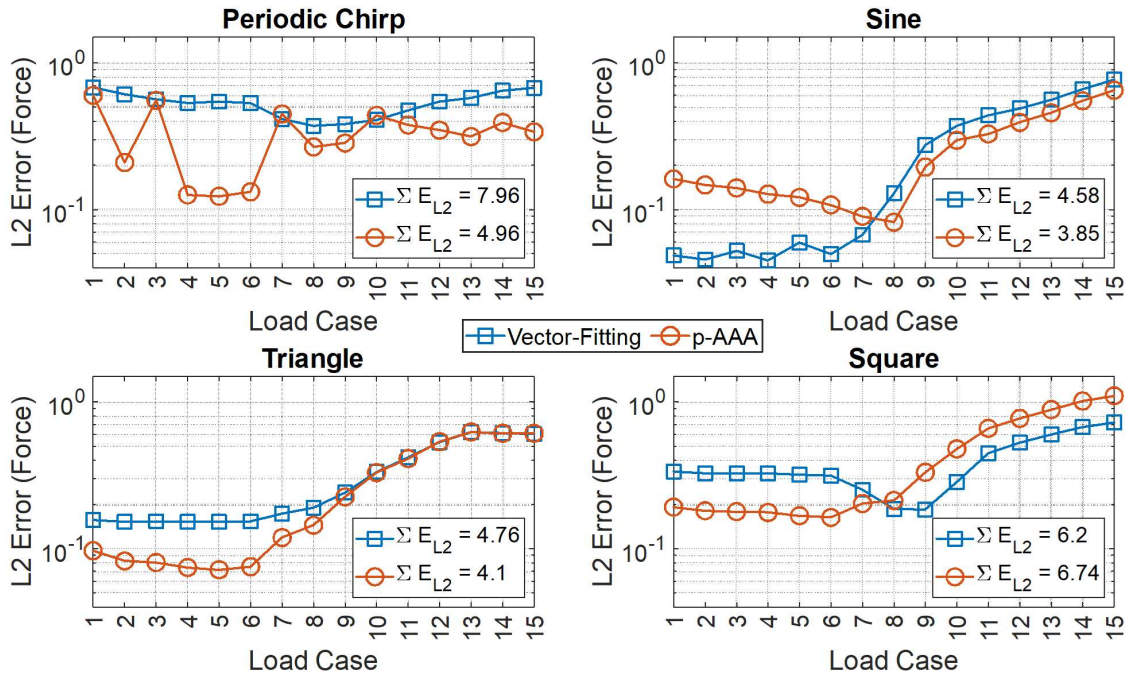 Periodic Chirp
L2 Error (Force)
10^0
10^-1
Σ E_L2 = 7.96
Σ E_L2 = 4.96
1 2 3 4 5 6 7 8 9 10 11 12 13 14 15
Load Case
Sine
L2 Error (Force)
10^0
10^-1
Σ E_L2 = 4.58
Σ E_L2 = 3.85
1 2 3 4 5 6 7 8 9 10 11 12 13 14 15
Load Case
Vector-Fitting p-AAA
Triangle
L2 Error (Force)
10^0
10^-1
Σ E_L2 = 4.76
Σ E_L2 = 4.1
1 2 3 4 5 6 7 8 9 10 11 12 13 14 15
Load Case
Square
L2 Error (Force)
10^0
10^-1
Σ E_L2 = 6.2
Σ E_L2 = 6.74
1 2 3 4 5 6 7 8 9 10 11 12 13 14 15
Load Case